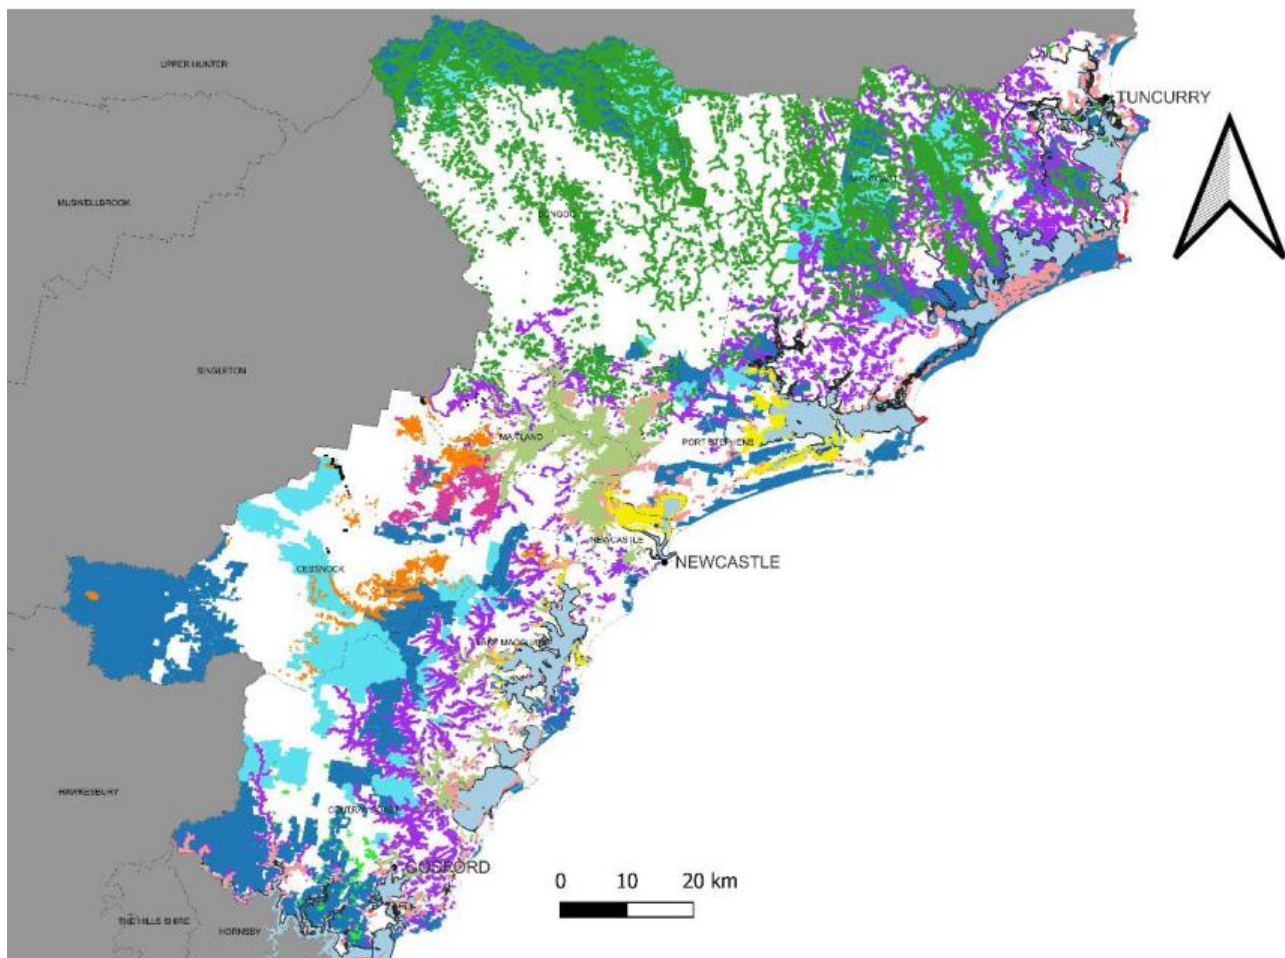 UPPER HUNTER
TUNCURRY
MUSWELLBROOK
DUNGOG
SINGLETON
MAITLAND
PORT STEPHENS
NEWCASTLE
NEWCASTLE
CESSNOCK
LAKE MACQUARIE
HAWKESBURY
CENTRAL COAST
GOSFORD
0 10 20 km
THE HILLS SHIRE
HORNSBY